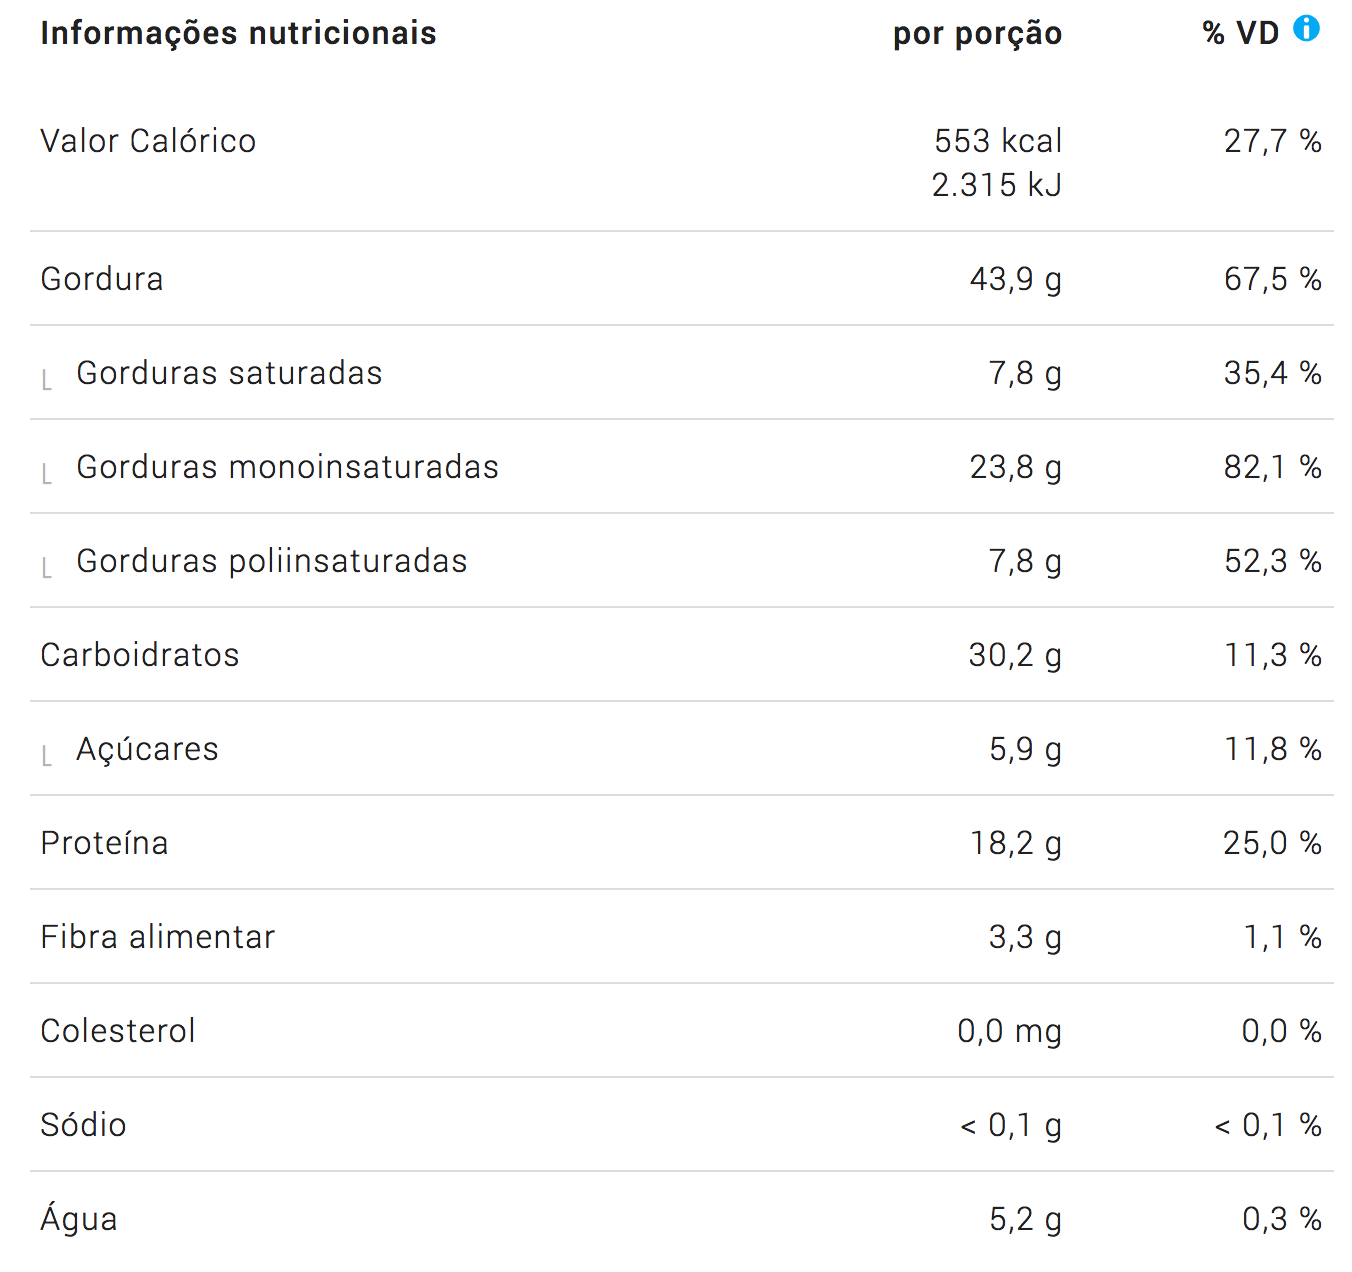 Informações nutricionais por porção % VD
Valor Calórico 553 kcal 27,7 %
2.315 kJ
Gordura 43,9 g 67,5 %
Gorduras saturadas 7,8 g 35,4 %
Gorduras monoinsaturadas 23,8 g 82,1 %
Gorduras poliinsaturadas 7,8 g 52,3 %
Carboidratos 30,2 g 11,3 %
Açúcares 5,9 g 11,8 %
Proteína 18,2 g 25,0 %
Fibra alimentar 3,3 g 1,1 %
Colesterol 0,0 mg 0,0 %
Sódio < 0,1 g < 0,1 %
Água 5,2 g 0,3 %